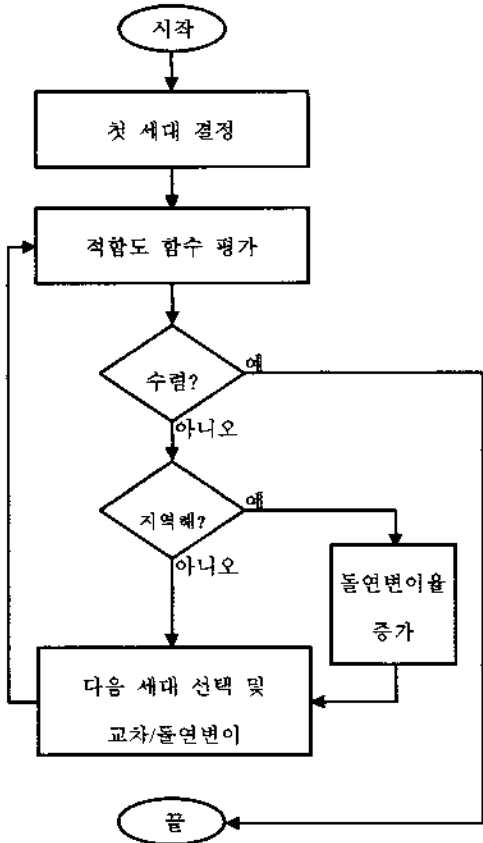 시작
첫 세대 결정
적합도 함수 평가
수렴?
예
아니오
지역해?
예
아니오
돌연변이율
증가
다음 세대 선택 및
교차/돌연변이
끝